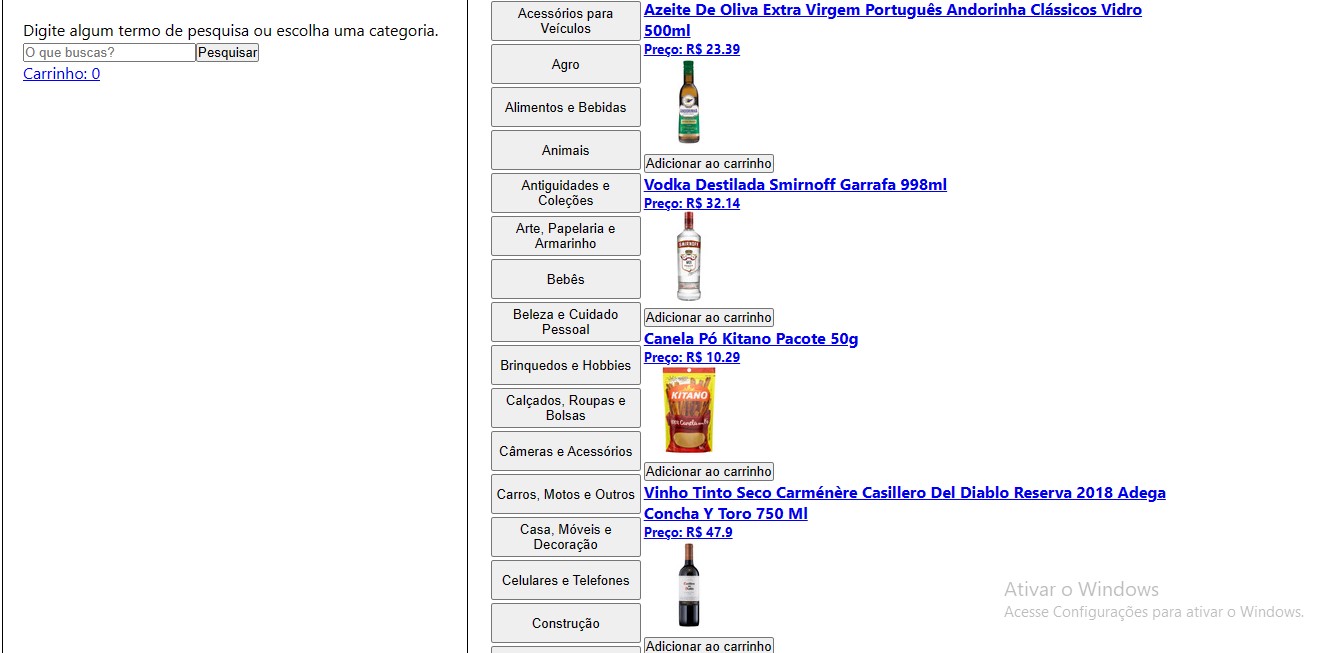 Digite algum termo de pesquisa ou escolha uma categoria.
O que buscas?
Pesquisar
Carrinho: 0
Acessórios para
Veículos
Agro
Alimentos e Bebidas
Animais
Antiguidades e
Coleções
Arte, Papelaria e
Armarinho
Bebês
Beleza e Cuidado
Pessoal
Brinquedos e Hobbies
Calçados, Roupas e
Bolsas
Câmeras e Acessórios
Carros, Motos e Outros
Casa, Móveis e
Decoração
Celulares e Telefones
Construção
Azeite De Oliva Extra Virgem Português Andorinha Clássicos Vidro
500ml
Preço: R$ 23.39
Adicionar ao carrinho
Vodka Destilada Smirnoff Garrafa 998ml
Preço: R$ 32.14
SMIRNOFF
Adicionar ao carrinho
Canela Pó Kitano Pacote 50g
Preço: R$ 10.29
KITANO
Adicionar ao carrinho
Vinho Tinto Seco Carménère Casillero Del Diablo Reserva 2018 Adega
Concha Y Toro 750 Ml
Preço: R$ 47.9
Adicionar ao carrinho
Ativar o Windows
Acesse Configurações para ativar o Windows.